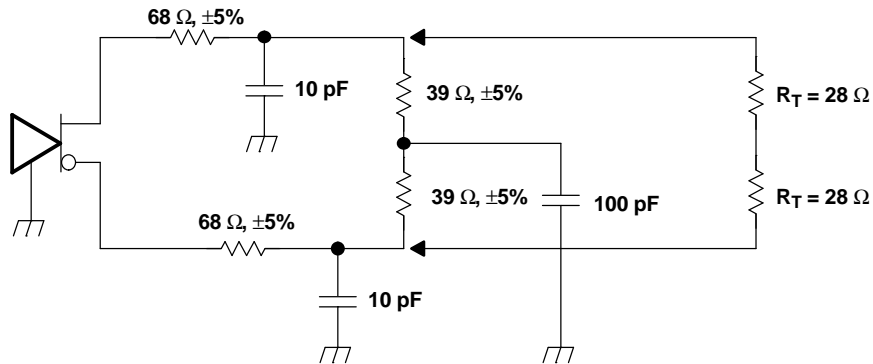 68 Ω, ±5%
10 pF
39 Ω, ±5%
R_T = 28 Ω
39 Ω, ±5%
100 pF
R_T = 28 Ω
68 Ω, ±5%
10 pF